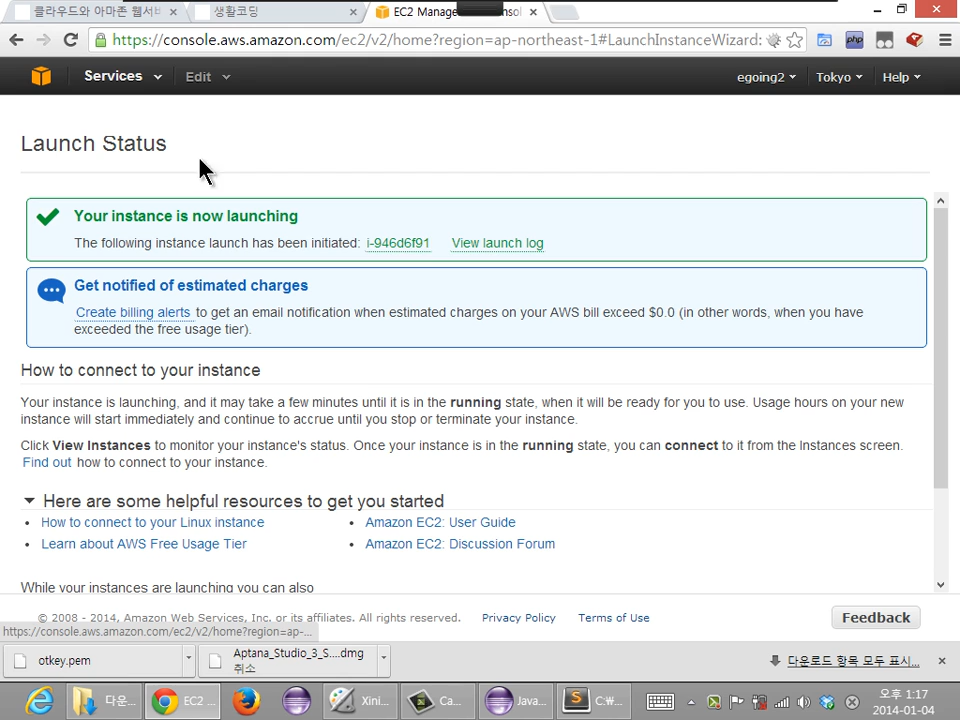 클라우드와 아마존 웹서비
생활코딩
EC2 Manage
https://console.aws.amazon.com/ec2/v2/home?region=ap-northeast-1#LaunchInstanceWizard:
php
Services
Edit
egoing2
Tokyo
Help
Launch Status
Your instance is now launching
The following instance launch has been initiated: i-946d6f91 View launch log
Get notified of estimated charges
Create billing alerts to get an email notification when estimated charges on your AWS bill exceed $0.0 (in other words, when you have
exceeded the free usage tier).
How to connect to your instance
Your instance is launching, and it may take a few minutes until it is in the running state, when it will be ready for you to use. Usage hours on your new
instance will start immediately and continue to accrue until you stop or terminate your instance.
Click View Instances to monitor your instance's status. Once your instance is in the running state, you can connect to it from the Instances screen.
Find out how to connect to your instance.
Here are some helpful resources to get you started
• How to connect to your Linux instance
• Amazon EC2: User Guide
• Learn about AWS Free Usage Tier
• Amazon EC2: Discussion Forum
While your instances are launching you can also
© 2008 - 2014, Amazon Web Services, Inc. or its affiliates. All rights reserved.
Privacy Policy
Terms of Use
Feedback
https://console.aws.amazon.com/ec2/v2/home?region=ap-...
otkey.pem
Aptana_Studio_3_S....dmg
취소
다운로드 항목 모두 표시...
다운...
EC2 ...
Xini...
Ca...
Java...
C:₩...
오후 1:17
2014-01-04